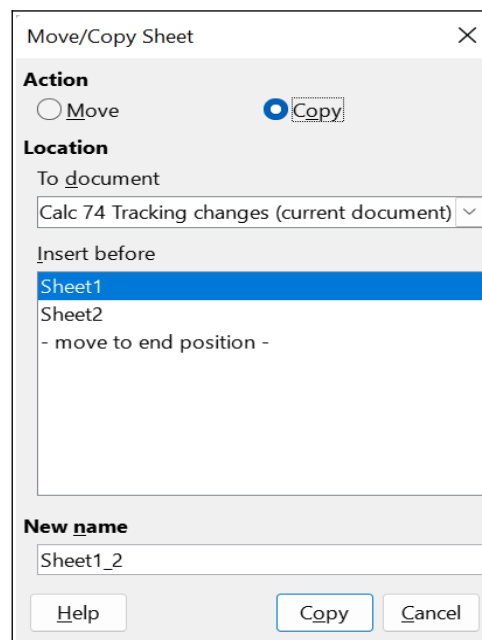 Move/Copy Sheet
Action
Move Copy
Location
To document
Calc 74 Tracking changes (current document)
Insert before
Sheet1
Sheet2
- move to end position -
New name
Sheet1_2
Help Copy Cancel